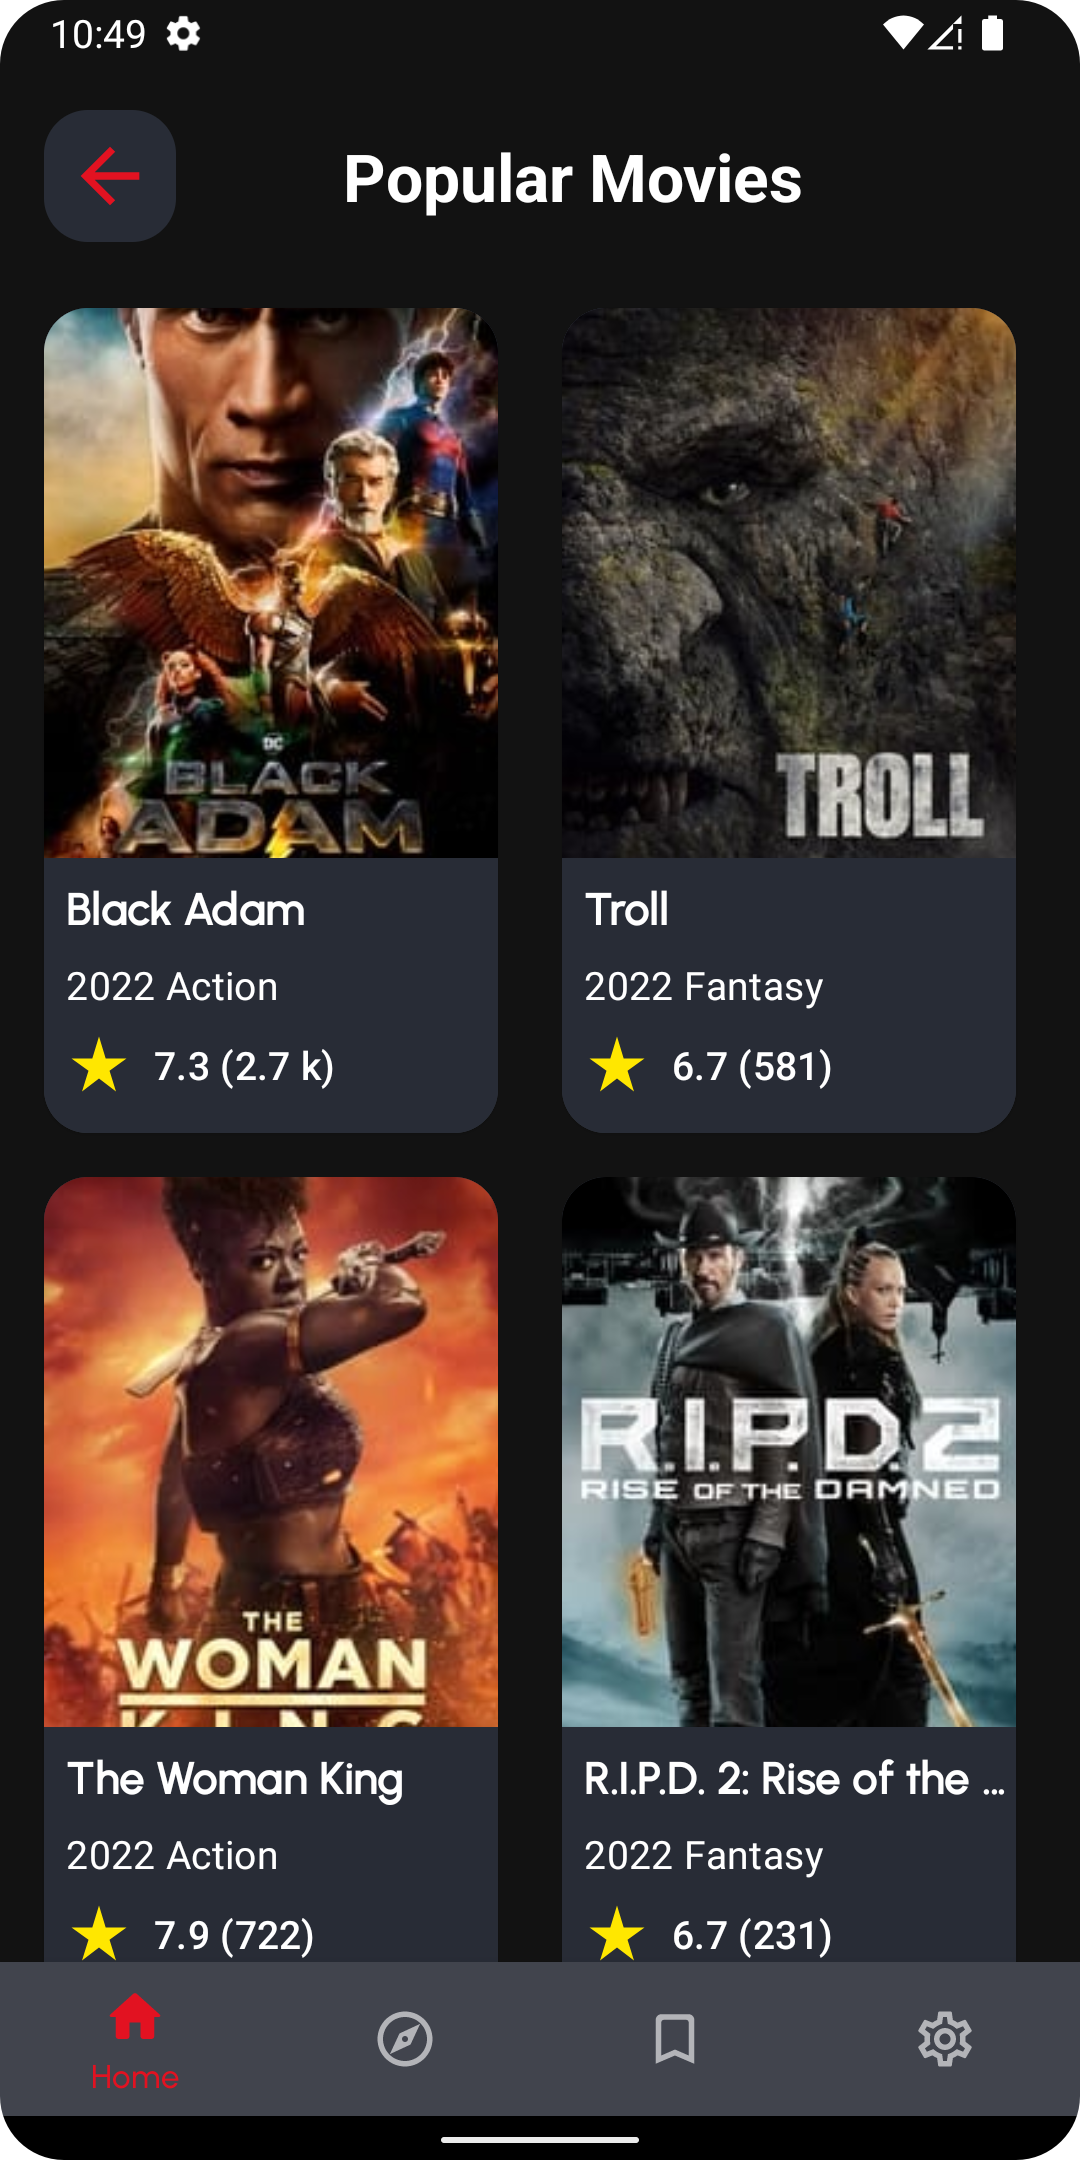 10:49
Popular Movies
DC
BLACK
ADAM
TROLL
Black Adam
Troll
2022 Action
2022 Fantasy
7.3 (2.7 k)
6.7 (581)
THE
WOMAN
KING
R.I.P.D.2
RISE OF THE DAMNED
The Woman King
R.I.P.D. 2: Rise of the ...
2022 Action
2022 Fantasy
7.9 (722)
6.7 (231)
Home